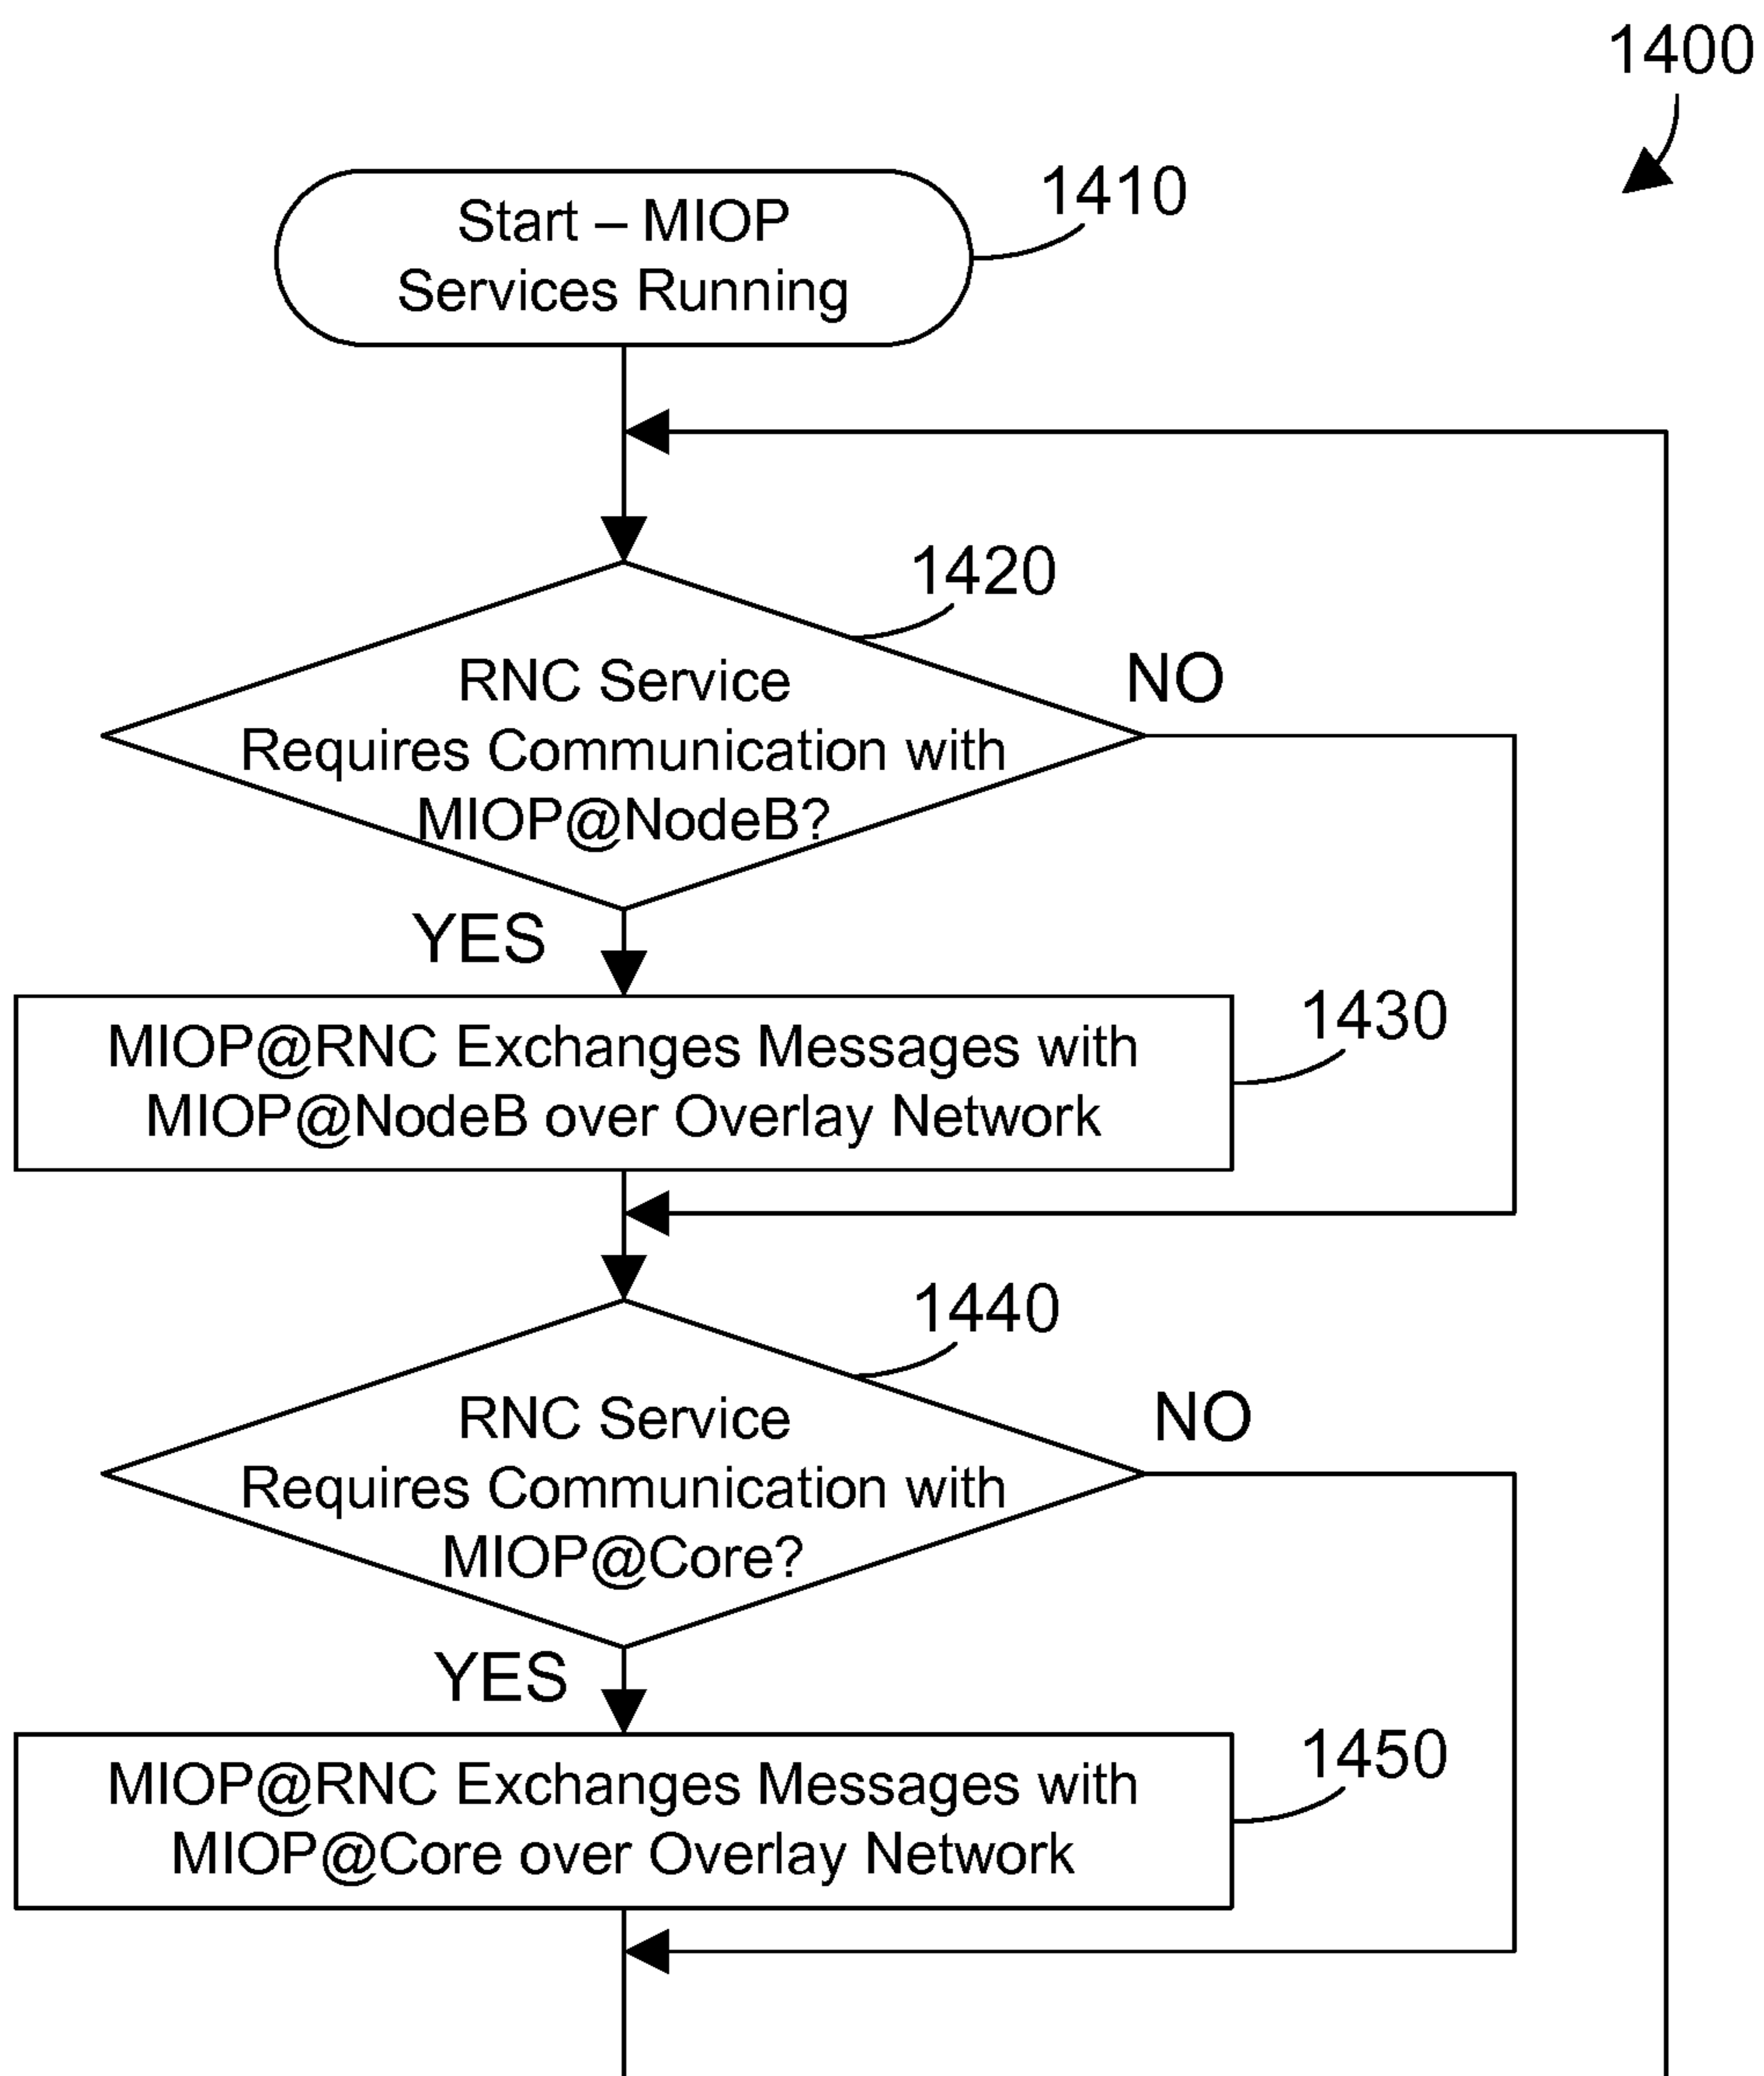 1400
Start – MIOP
Services Running
1410
1420
RNC Service
Requires Communication with
MIOP@NodeB?
NO
YES
1430
MIOP@RNC Exchanges Messages with
MIOP@NodeB over Overlay Network
1440
RNC Service
Requires Communication with
MIOP@Core?
NO
YES
1450
MIOP@RNC Exchanges Messages with
MIOP@Core over Overlay Network